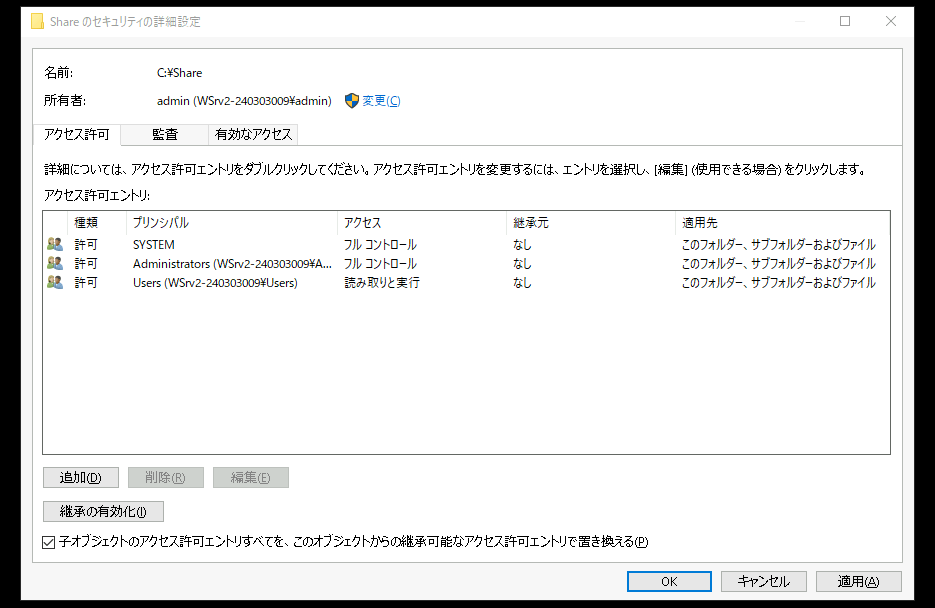 Share のセキュリティの詳細設定
名前: C:¥Share
所有者: admin (WSrv2-240303009¥admin) 変更(C)
アクセス許可 監査 有効なアクセス
詳細については、アクセス許可エントリをダブルクリックしてください。アクセス許可エントリを変更するには、エントリを選択し、[編集] (使用できる場合) をクリックします。
アクセス許可エントリ:
種類 プリンシパル アクセス 継承元 適用先
許可 SYSTEM フル コントロール なし このフォルダー、サブフォルダーおよびファイル
許可 Administrators (WSrv2-240303009¥A... フル コントロール なし このフォルダー、サブフォルダーおよびファイル
許可 Users (WSrv2-240303009¥Users) 読み取りと実行 なし このフォルダー、サブフォルダーおよびファイル
追加(D) 削除(R) 編集(E)
継承の有効化(I)
子オブジェクトのアクセス許可エントリすべてを、このオブジェクトからの継承可能なアクセス許可エントリで置き換える(P)
OK キャンセル 適用(A)